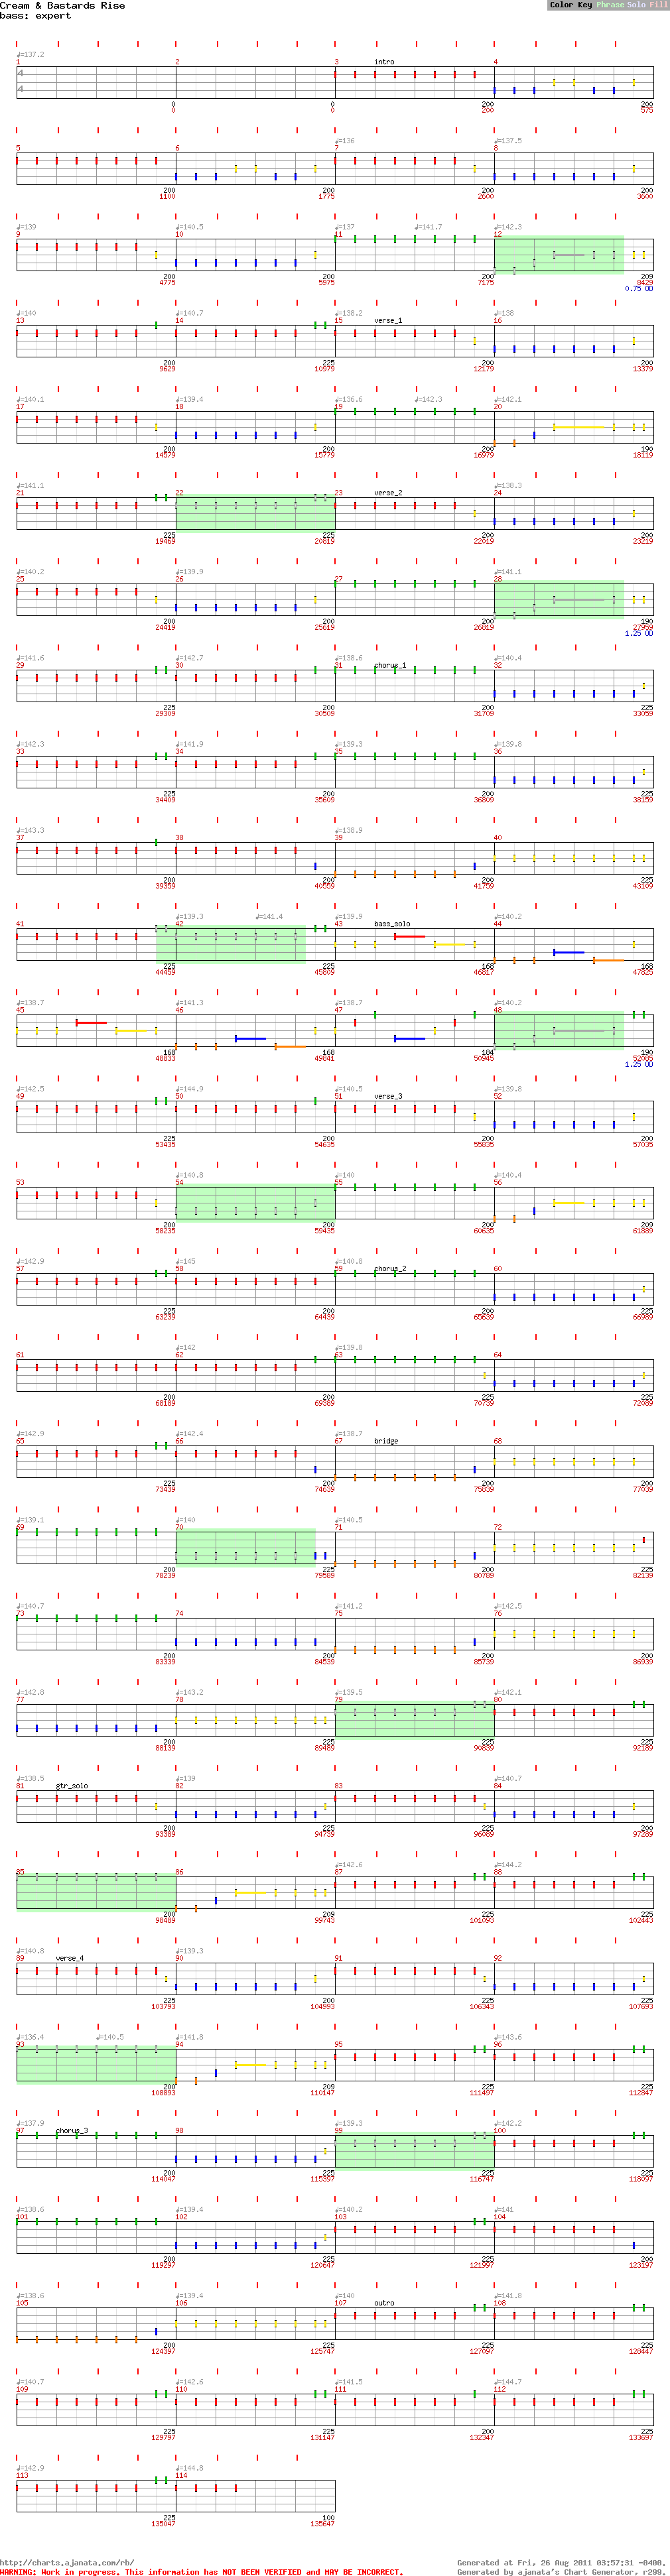 Cream & Bastards Rise
bass: expert
Color Key Phrase Solo Fill
♩=137.2
1 2 3 intro 4
4
4
0 0 200 200
0 0 200 575
♩=136 ♩=137.5
5 6 7 8
200 200 200 200
1100 1775 2600 3600
♩=139 ♩=140.5 ♩=137 ♩=141.7 ♩=142.3
9 10 11 12
200 200 200 209
4775 5975 7175 8429
0.75 OD
♩=140 ♩=140.7 ♩=138.2 ♩=138
13 14 15 verse_1 16
200 225 200 200
9629 10979 12179 13379
♩=140.1 ♩=139.4 ♩=136.6 ♩=142.3 ♩=142.1
17 18 19 20
200 200 200 190
14579 15779 16979 18119
♩=141.1 ♩=138.3
21 22 23 verse_2 24
225 225 200 200
19469 20819 22019 23219
♩=140.2 ♩=139.9 ♩=141.1
25 26 27 28
200 200 200 190
24419 25619 26819 27959
1.25 OD
♩=141.6 ♩=142.7 ♩=138.6 ♩=140.4
29 30 31 chorus_1 32
225 200 200 225
29309 30509 31709 33059
♩=142.3 ♩=141.9 ♩=139.3 ♩=139.8
33 34 35 36
225 200 200 225
34409 35609 36809 38159
♩=143.3 ♩=138.9
37 38 39 40
200 200 200 225
39359 40559 41759 43109
♩=139.3 ♩=141.4 ♩=139.9 ♩=140.2
41 42 43 bass_solo 44
225 225 168 168
44459 45809 46817 47825
♩=138.7 ♩=141.3 ♩=138.7 ♩=140.2
45 46 47 48
168 168 184 190
48833 49841 50945 52085
1.25 OD
♩=142.5 ♩=144.9 ♩=140.5 ♩=139.8
49 50 51 verse_3 52
225 200 200 200
53435 54635 55835 57035
♩=140.8 ♩=140 ♩=140.4
53 54 55 56
200 200 200 209
58235 59435 60635 61889
♩=142.9 ♩=145 ♩=140.8
57 58 59 chorus_2 60
225 200 200 225
63239 64439 65639 66989
♩=142 ♩=139.8
61 62 63 64
200 200 225 225
68189 69389 70739 72089
♩=142.9 ♩=142.4 ♩=138.7
65 66 67 bridge 68
225 200 200 200
73439 74639 75839 77039
♩=139.1 ♩=140 ♩=140.5
69 70 71 72
200 225 200 225
78239 79589 80789 82139
♩=140.7 ♩=141.2 ♩=142.5
73 74 75 76
200 200 200 200
83339 84539 85739 86939
♩=142.8 ♩=143.2 ♩=139.5 ♩=142.1
77 78 79 80
200 225 225 225
88139 89489 90839 92189
♩=138.5 ♩=139 ♩=140.7
81 gtr_solo 82 83 84
200 225 225 200
93389 94739 96089 97289
♩=142.6 ♩=144.2
85 86 87 88
200 209 225 225
98489 99743 101093 102443
♩=140.8 ♩=139.3
89 verse_4 90 91 92
225 200 225 225
103793 104993 106343 107693
♩=136.4 ♩=140.5 ♩=141.8 ♩=143.6
93 94 95 96
200 209 225 225
108893 110147 111497 112847
♩=137.9 ♩=139.3 ♩=142.2
97 chorus_3 98 99 100
200 225 225 225
114047 115397 116747 118097
♩=138.6 ♩=139.4 ♩=140.2 ♩=141
101 102 103 104
200 225 225 200
119297 120647 121997 123197
♩=138.6 ♩=139.4 ♩=140 ♩=141.8
105 106 107 outro 108
200 225 225 225
124397 125747 127097 128447
♩=140.7 ♩=142.6 ♩=141.5 ♩=144.7
109 110 111 112
225 225 200 225
129797 131147 132347 133697
♩=142.9 ♩=144.8
113 114
225 100
135047 135647
http://charts.ajanata.com/rb/ Generated at Fri, 26 Aug 2011 03:57:31 -0400.
WARNING: Work in progress. This information has NOT BEEN VERIFIED and MAY BE INCORRECT. Generated by ajanata's Chart Generator, r299.